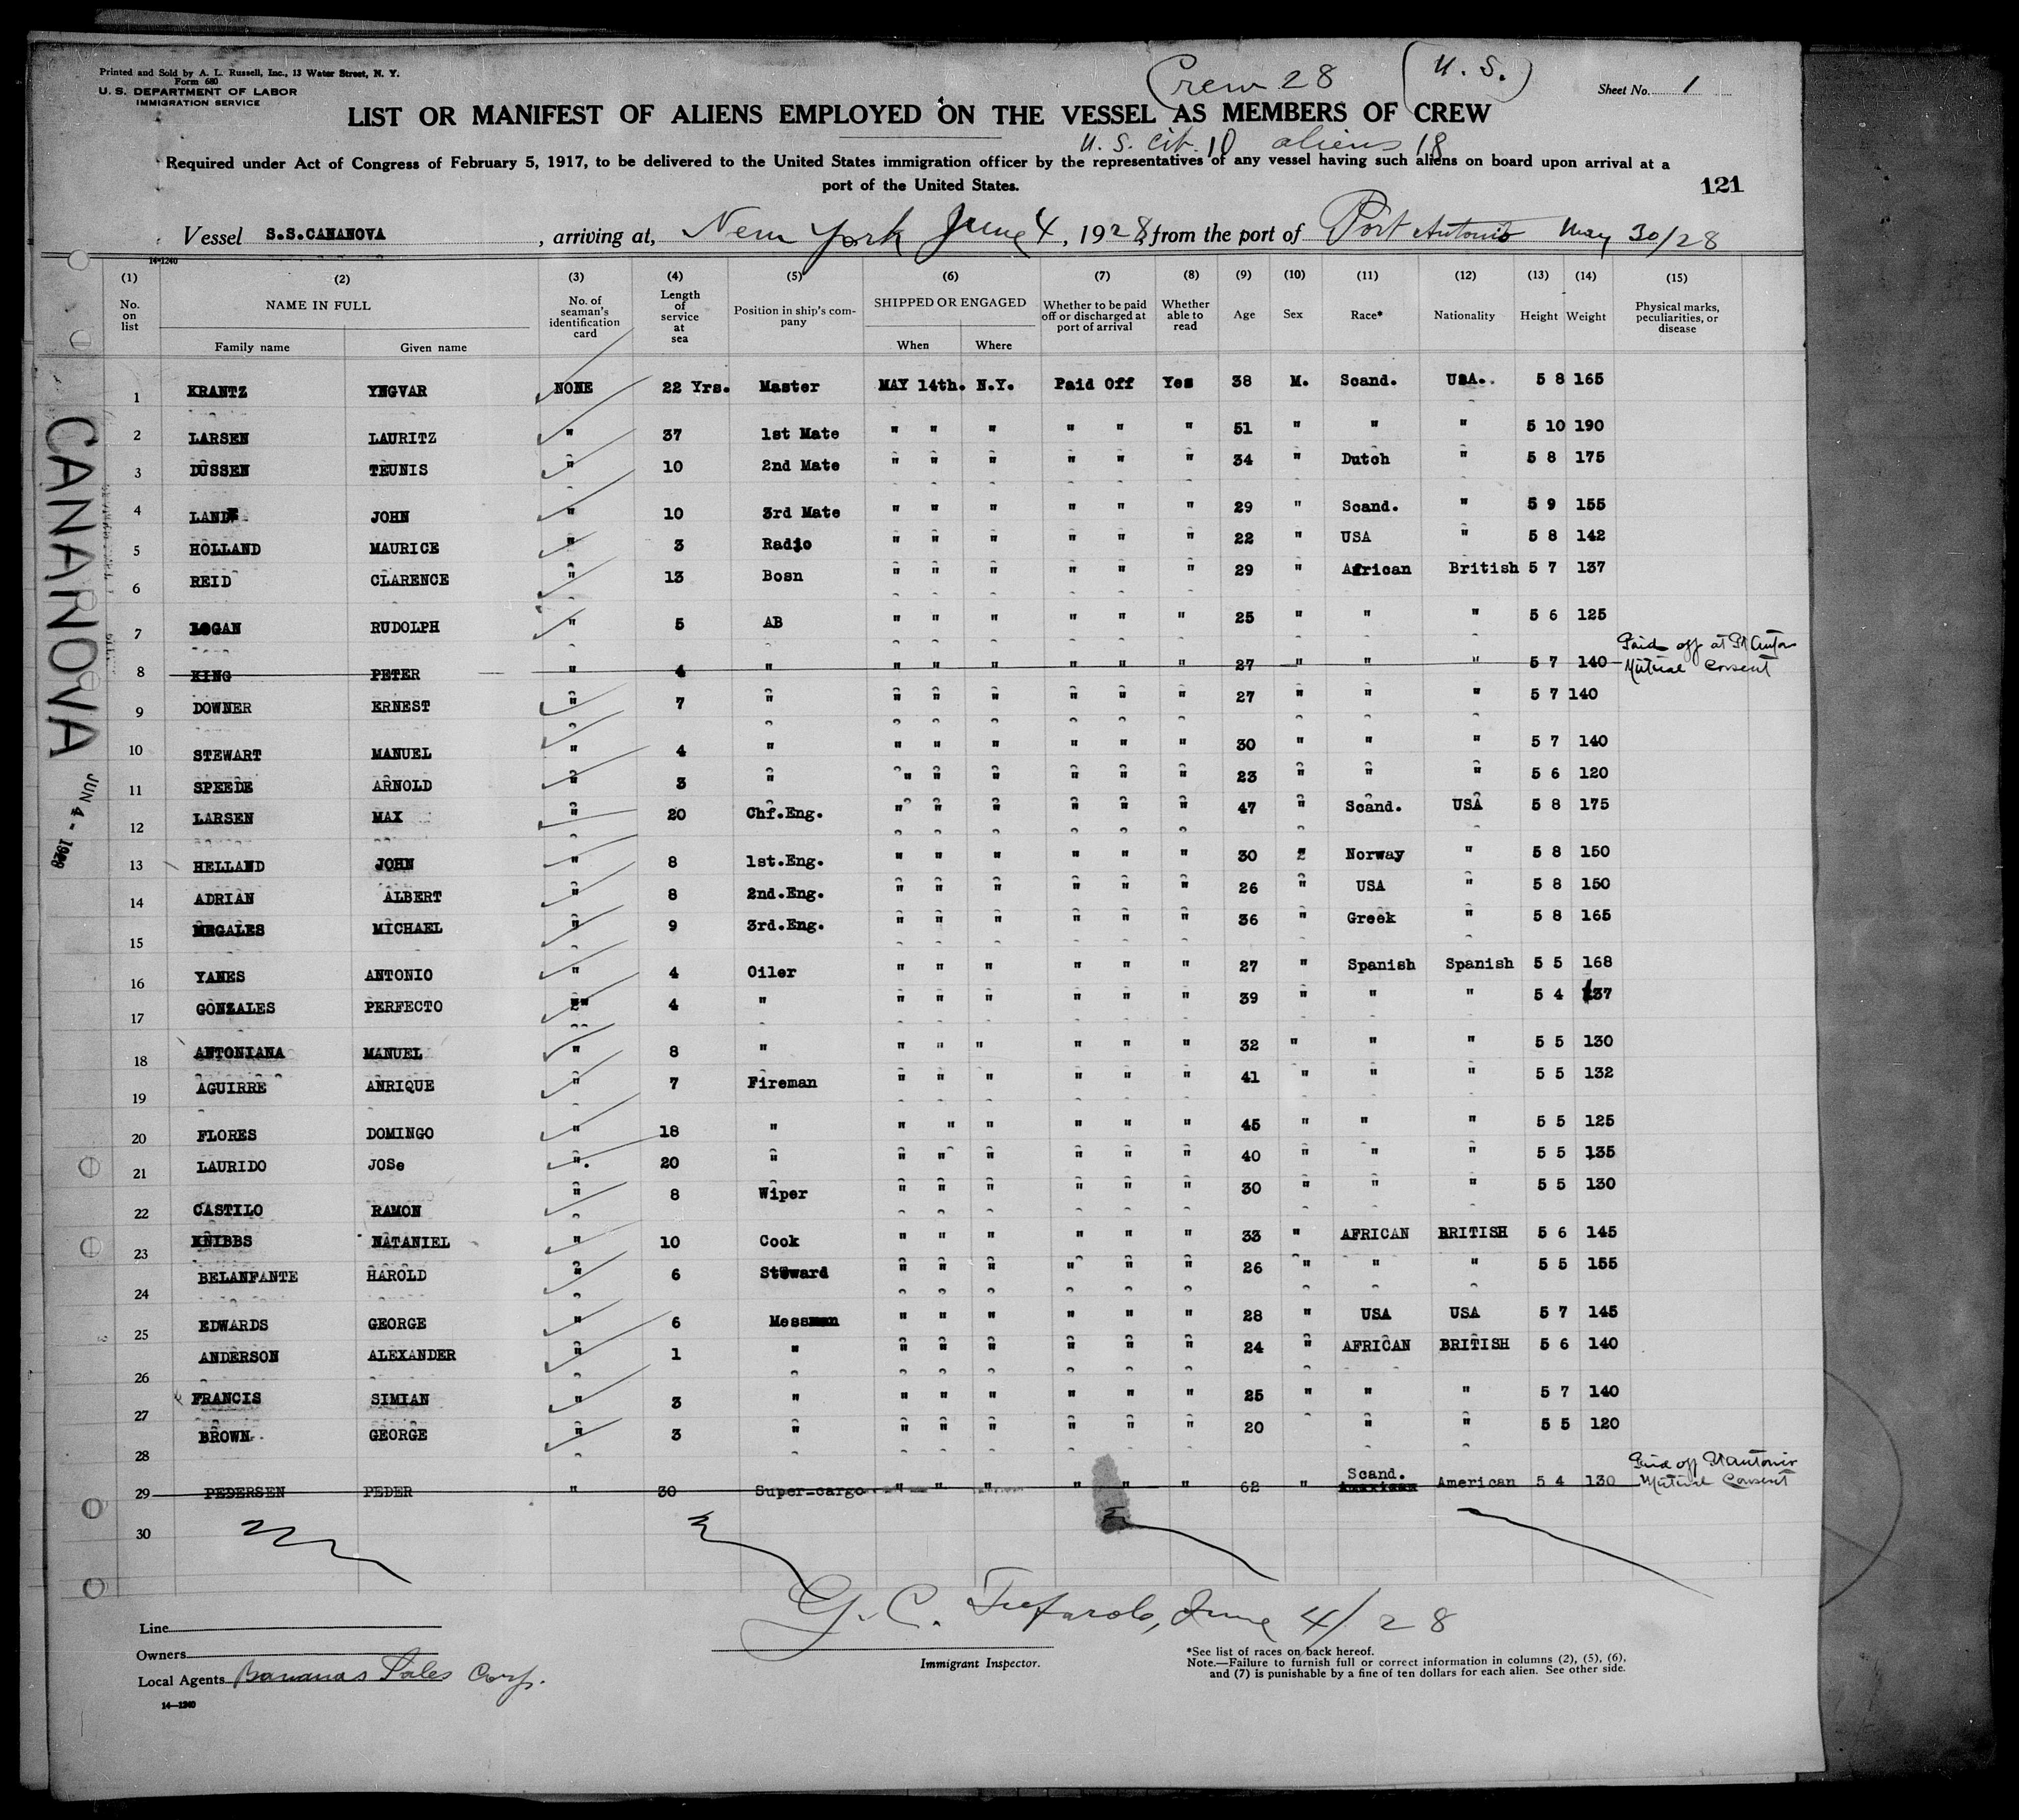 Printed and Sold by A. L. Russell, Inc., 13 Water Street, N. Y.
Form 680
U. S. DEPARTMENT OF LABOR
IMMIGRATION SERVICE
Crew 28 (U. S.)
Sheet No. 1
LIST OR MANIFEST OF ALIENS EMPLOYED ON THE VESSEL AS MEMBERS OF CREW
U. S. Cit. 10 aliens 18
Required under Act of Congress of February 5, 1917, to be delivered to the United States immigration officer by the representatives of any vessel having such aliens on board upon arrival at a
port of the United States.
121
Vessel S.S.CANANOVA , arriving at, New York June 4, 1928, from the port of Port Antonio May 30/28
14-1240
(1) (2) (3) (4) (5) (6) (7) (8) (9) (10) (11) (12) (13) (14) (15)
No. on list NAME IN FULL Family name Given name No. of seaman's identification card Length of service at sea Position in ship's company SHIPPED OR ENGAGED When Where Whether to be paid off or discharged at port of arrival Whether able to read Age Sex Race* Nationality Height Weight Physical marks, peculiarities, or disease
1 KRANTZ YNGVAR NONE 22 Yrs. Master MAY 14th. N.Y. Paid Off Yes 38 M. Scand. USA. 5 8 165
2 LARSEN LAURITZ " 37 1st Mate " " " " " " 51 " " " 5 10 190
3 DUSSEN TEUNIS " 10 2nd Mate " " " " " " 34 " Dutch " 5 8 175
4 LAND JOHN " 10 3rd Mate " " " " " " 29 " Scand. " 5 9 155
5 HOLLAND MAURICE " 3 Radio " " " " " " 22 " USA " 5 8 142
6 REID CLARENCE " 13 Bosn " " " " " " 29 " African British 5 7 137
7 LOGAN RUDOLPH " 5 AB " " " " " " 25 " " " 5 6 125
8 KING PETER " 4 " " " " " " " 27 " " " 5 7 140 Paid off at Pt Anton Mutual Consent
9 DOWNER ERNEST " 7 " " " " " " " 27 " " " 5 7 140
10 STEWART MANUEL " 4 " " " " " " " 30 " " " 5 7 140
11 SPEEDE ARNOLD " 3 " " " " " " " 23 " " " 5 6 120
12 LARSEN MAX " 20 Chf.Eng. " " " " " " 47 " Scand. USA 5 8 175
13 HELLAND JOHN " 8 1st.Eng. " " " " " " 30 " Norway " 5 8 150
14 ADRIAN ALBERT " 8 2nd.Eng. " " " " " " 26 " USA " 5 8 150
15 MEGALES MICHAEL " 9 3rd.Eng. " " " " " " 36 " Greek " 5 8 165
16 YANES ANTONIO " 4 Oiler " " " " " " 27 " Spanish Spanish 5 5 168
17 GONZALES PERFECTO " 4 " " " " " " " 39 " " " 5 4 137
18 ANTONIANA MANUEL " 8 " " " " " " " 32 " " " 5 5 130
19 AGUIRRE ANRIQUE " 7 Fireman " " " " " " 41 " " " 5 5 132
20 FLORES DOMINGO " 18 " " " " " " " 45 " " " 5 5 125
21 LAURIDO JOSe " 20 " " " " " " " 40 " " " 5 5 135
22 CASTILO RAMON " 8 Wiper " " " " " " 30 " " " 5 5 130
23 KNIBBS NATANIEL " 10 Cook " " " " " " 33 " AFRICAN BRITISH 5 6 145
24 BELANFANTE HAROLD " 6 Steward " " " " " " 26 " " " 5 5 155
25 EDWARDS GEORGE " 6 Messman " " " " " " 28 " USA USA 5 7 145
26 ANDERSON ALEXANDER " 1 " " " " " " " 24 " AFRICAN BRITISH 5 6 140
27 FRANCIS SIMIAN " 3 " " " " " " " 25 " " " 5 7 140
28 BROWN GEORGE " 3 " " " " " " " 20 " " " 5 5 120
29 PEDERSEN PEDER " 30 Super-cargo " " " " " " 62 " Scand. American 5 4 130 Paid off Pt Antonio Mutual Consent
30
CANANOVA
JUN 4 - 1928
G. C. June 4/28
Immigrant Inspector.
Line
Owners
Local Agents Bananas Sales Corp.
14-1240
*See list of races on back hereof.
Note.—Failure to furnish full or correct information in columns (2), (5), (6),
and (7) is punishable by a fine of ten dollars for each alien. See other side.